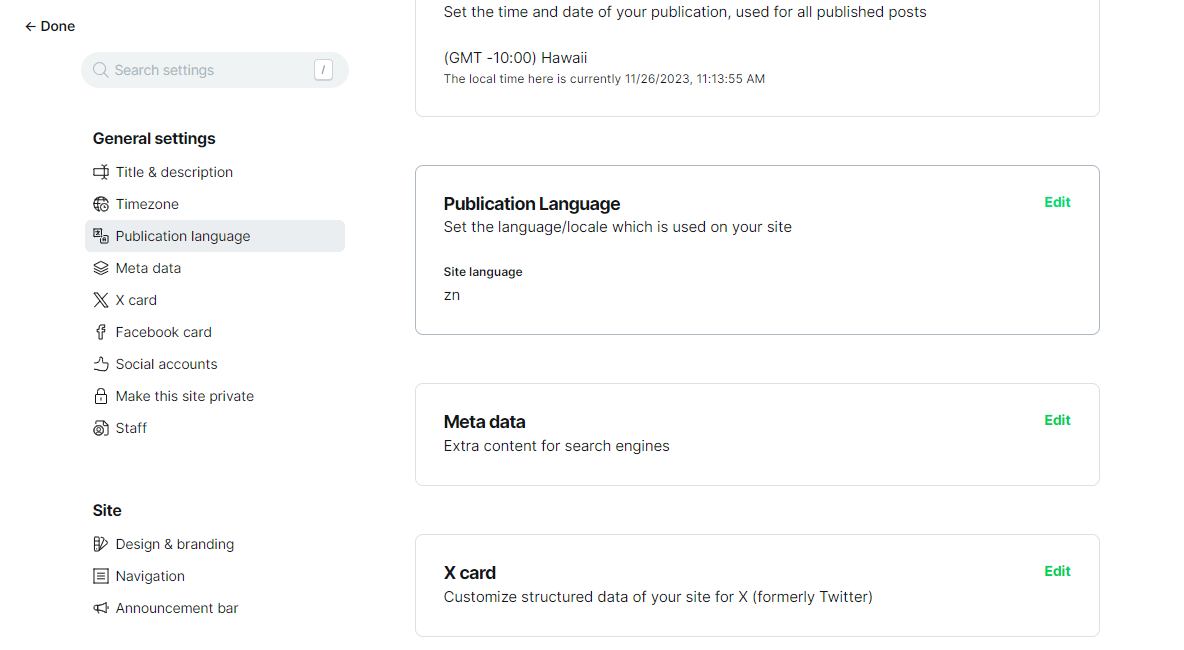 ← Done
Search settings /
General settings
Title & description
Timezone
Publication language
Meta data
X card
Facebook card
Social accounts
Make this site private
Staff
Site
Design & branding
Navigation
Announcement bar
Set the time and date of your publication, used for all published posts
(GMT -10:00) Hawaii
The local time here is currently 11/26/2023, 11:13:55 AM
Publication Language
Edit
Set the language/locale which is used on your site
Site language
zn
Meta data
Edit
Extra content for search engines
X card
Edit
Customize structured data of your site for X (formerly Twitter)